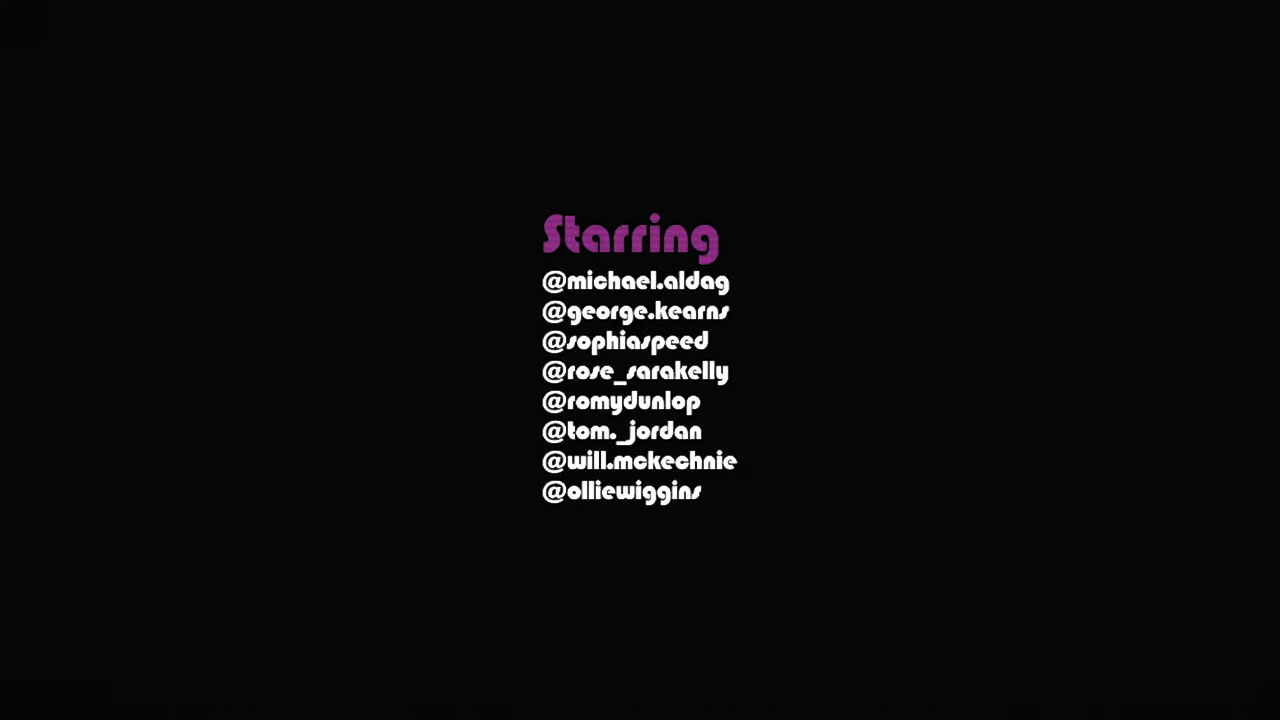 Starring
@michael.aldag
@george.kearns
@sophiaspeed
@rose_sarakelly
@romydunlop
@tom._jordan
@will.mckechnie
@olliewiggins